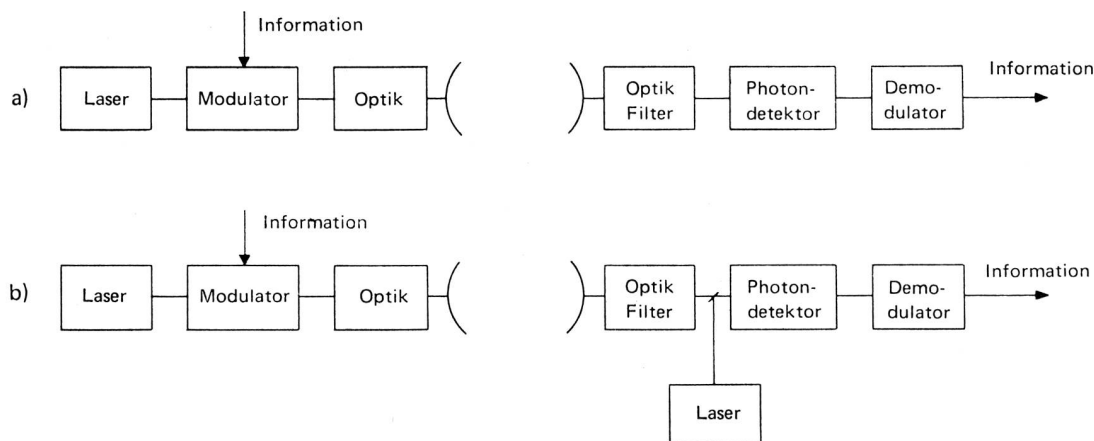 Information
a)
Laser
Modulator
Optik
Optik
Filter
Photon-
detektor
Demo-
dulator
Information
Information
b)
Laser
Modulator
Optik
Optik
Filter
Photon-
detektor
Demo-
dulator
Information
Laser